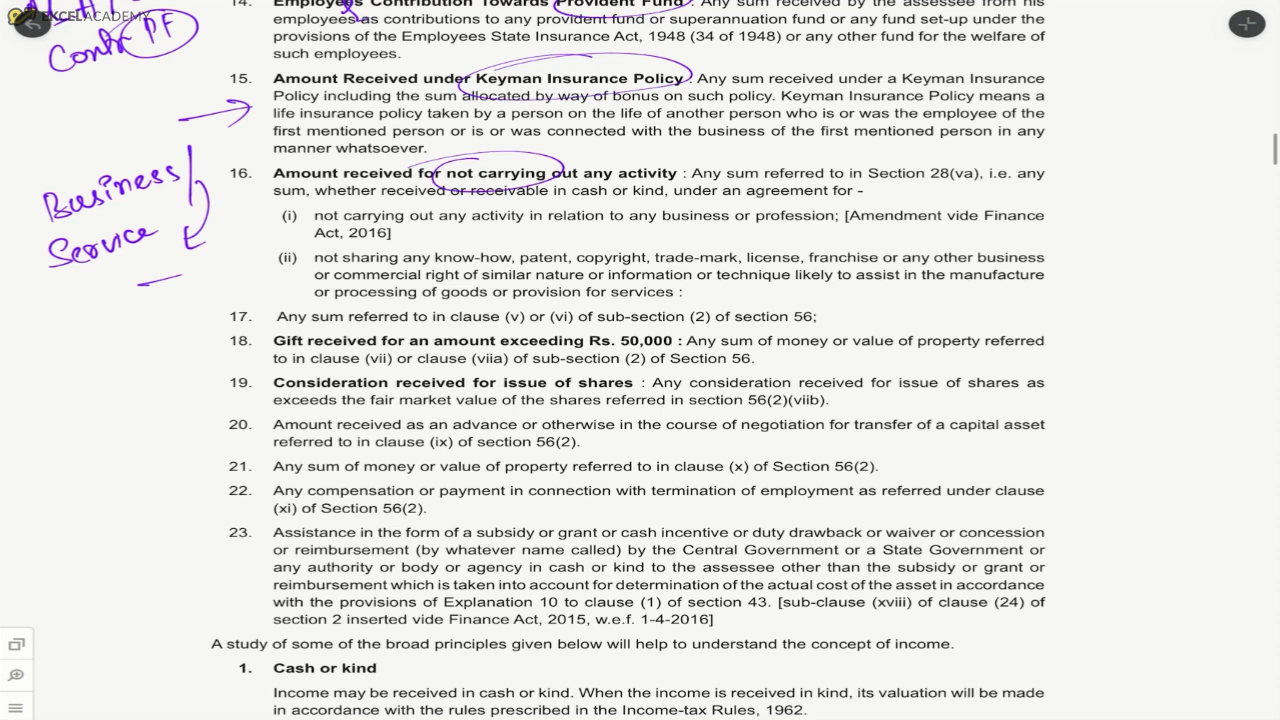 EXCELACADEMY
Contr PF
14. Employees Contribution Towards Provident Fund : Any sum received by the assessee from his
employees as contribution to any provident fund or superannuation fund or any fund set-up under the
provisions of the Employees State Insurance Act, 1948 (34 of 1948) or any other fund for the welfare of
such employees.
15. Amount Received under Keyman Insurance Policy : Any sum received under a Keyman Insurance
Policy including the sum allocated by way of bonus on such policy. Keyman Insurance Policy means a
life insurance policy taken by a person on the life of another person who is or was the employee of the
first mentioned person or is or was connected with the business of the first mentioned person in any
manner whatsoever.
Business
Service
16. Amount received for not carrying out any activity : Any sum referred to in Section 28(va), i.e. any
sum, whether received or receivable in cash or kind, under an agreement for -
(i) not carrying out any activity in relation to any business or profession; [Amendment vide Finance
Act, 2016]
(ii) not sharing any know-how, patent, copyright, trade-mark, license, franchise or any other business
or commercial right of similar nature or information or technique likely to assist in the manufacture
or processing of goods or provision for services :
17. Any sum referred to in clause (v) or (vi) of sub-section (2) of section 56;
18. Gift received for an amount exceeding Rs. 50,000 : Any sum of money or value of property referred
to in clause (vii) or clause (viia) of sub-section (2) of Section 56.
19. Consideration received for issue of shares : Any consideration received for issue of shares as
exceeds the fair market value of the shares referred in section 56(2)(viib).
20. Amount received as an advance or otherwise in the course of negotiation for transfer of a capital asset
referred to in clause (ix) of section 56(2).
21. Any sum of money or value of property referred to in clause (x) of Section 56(2).
22. Any compensation or payment in connection with termination of employment as referred under clause
(xi) of Section 56(2).
23. Assistance in the form of a subsidy or grant or cash incentive or duty drawback or waiver or concession
or reimbursement (by whatever name called) by the Central Government or a State Government or
any authority or body or agency in cash or kind to the assessee other than the subsidy or grant or
reimbursement which is taken into account for determination of the actual cost of the asset in accordance
with the provisions of Explanation 10 to clause (1) of section 43. [sub-clause (xviii) of clause (24) of
section 2 inserted vide Finance Act, 2015, w.e.f. 1-4-2016]
A study of some of the broad principles given below will help to understand the concept of income.
1. Cash or kind
Income may be received in cash or kind. When the income is received in kind, its valuation will be made
in accordance with the rules prescribed in the Income-tax Rules, 1962.